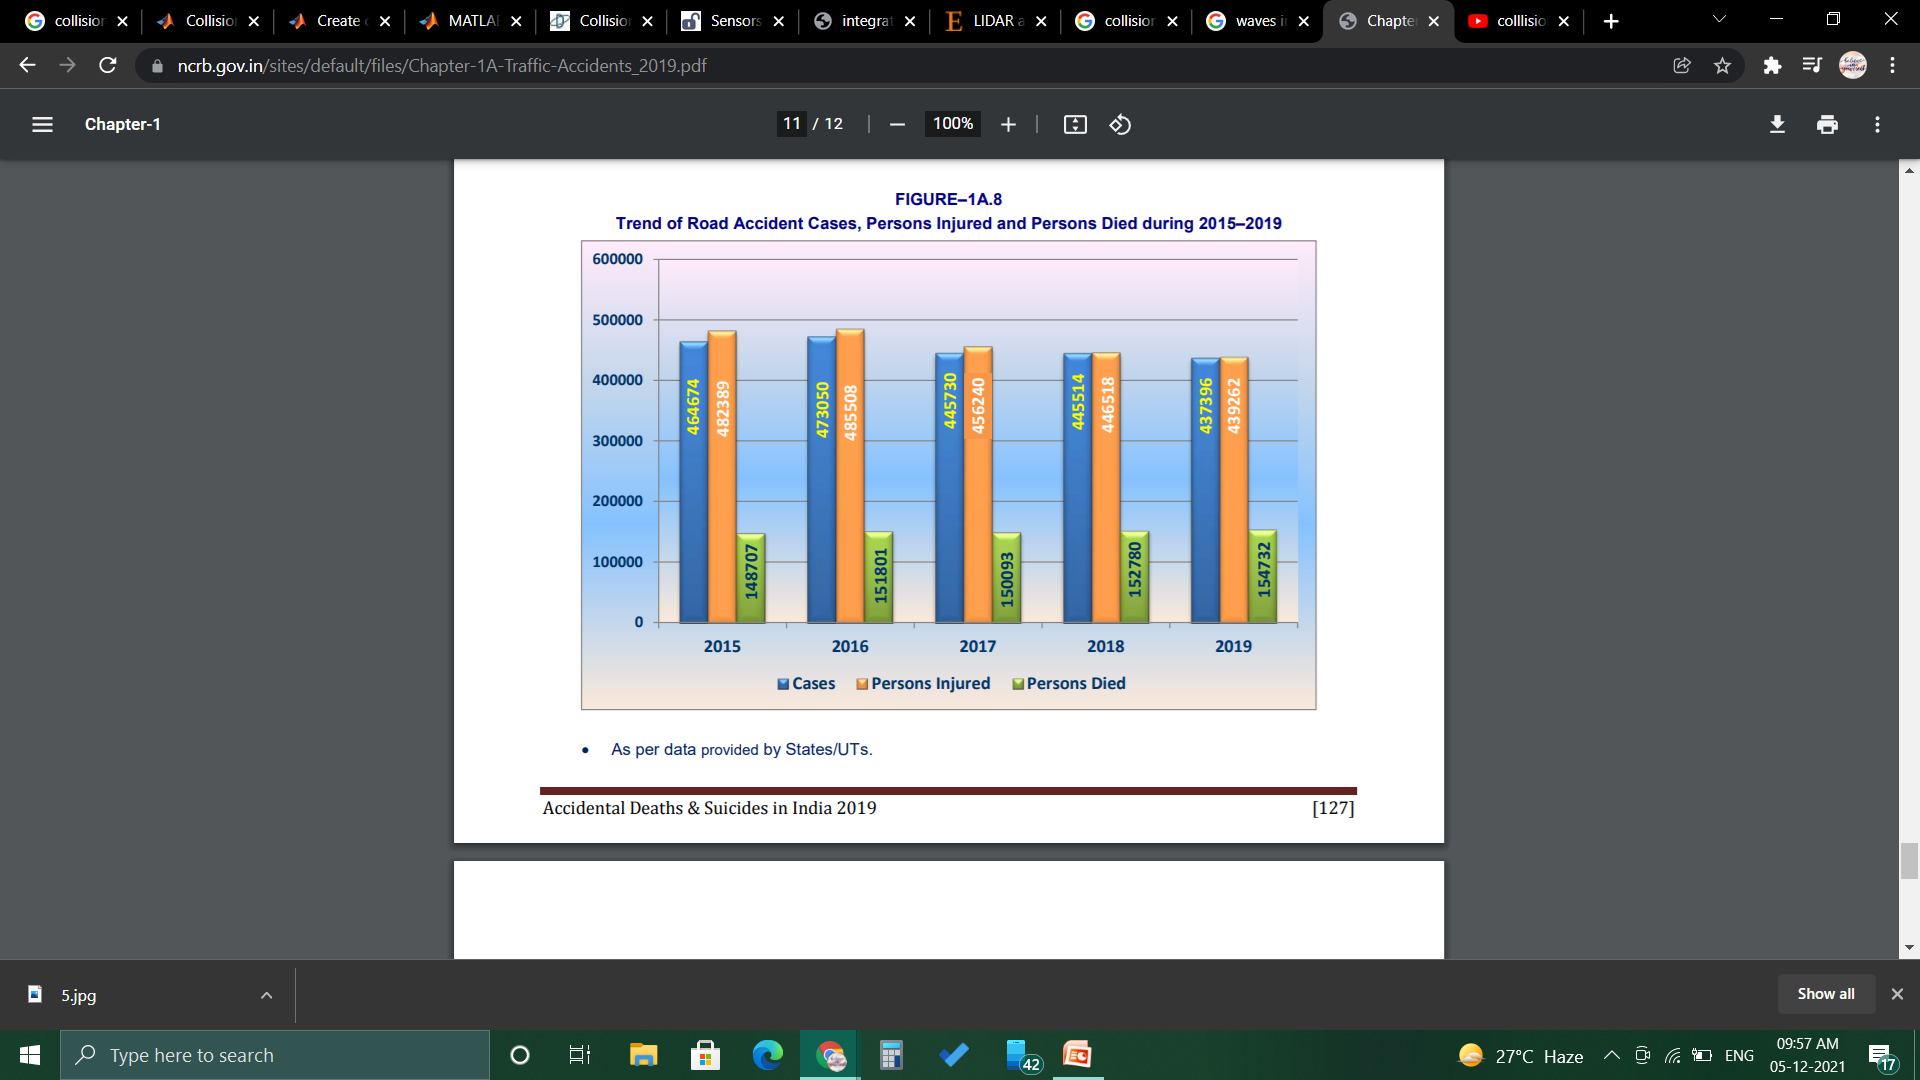 collision
Collision
Create
MATLAB
Collision
Sensors
integrat
LIDAR a
collision
waves in
Chapter
colllisio
ncrb.gov.in/sites/default/files/Chapter-1A-Traffic-Accidents_2019.pdf
Chapter-1
11 / 12
100%
FIGURE–1A.8
Trend of Road Accident Cases, Persons Injured and Persons Died during 2015–2019
600000
500000
400000
300000
200000
100000
0
464674
482389
148707
473050
485508
151801
445730
456240
150093
445514
446518
152780
437396
439262
154732
2015
2016
2017
2018
2019
Cases
Persons Injured
Persons Died
• As per data provided by States/UTs.
Accidental Deaths & Suicides in India 2019
[127]
5.jpg
Show all
Type here to search
42
27°C Haze
ENG
09:57 AM
05-12-2021
17